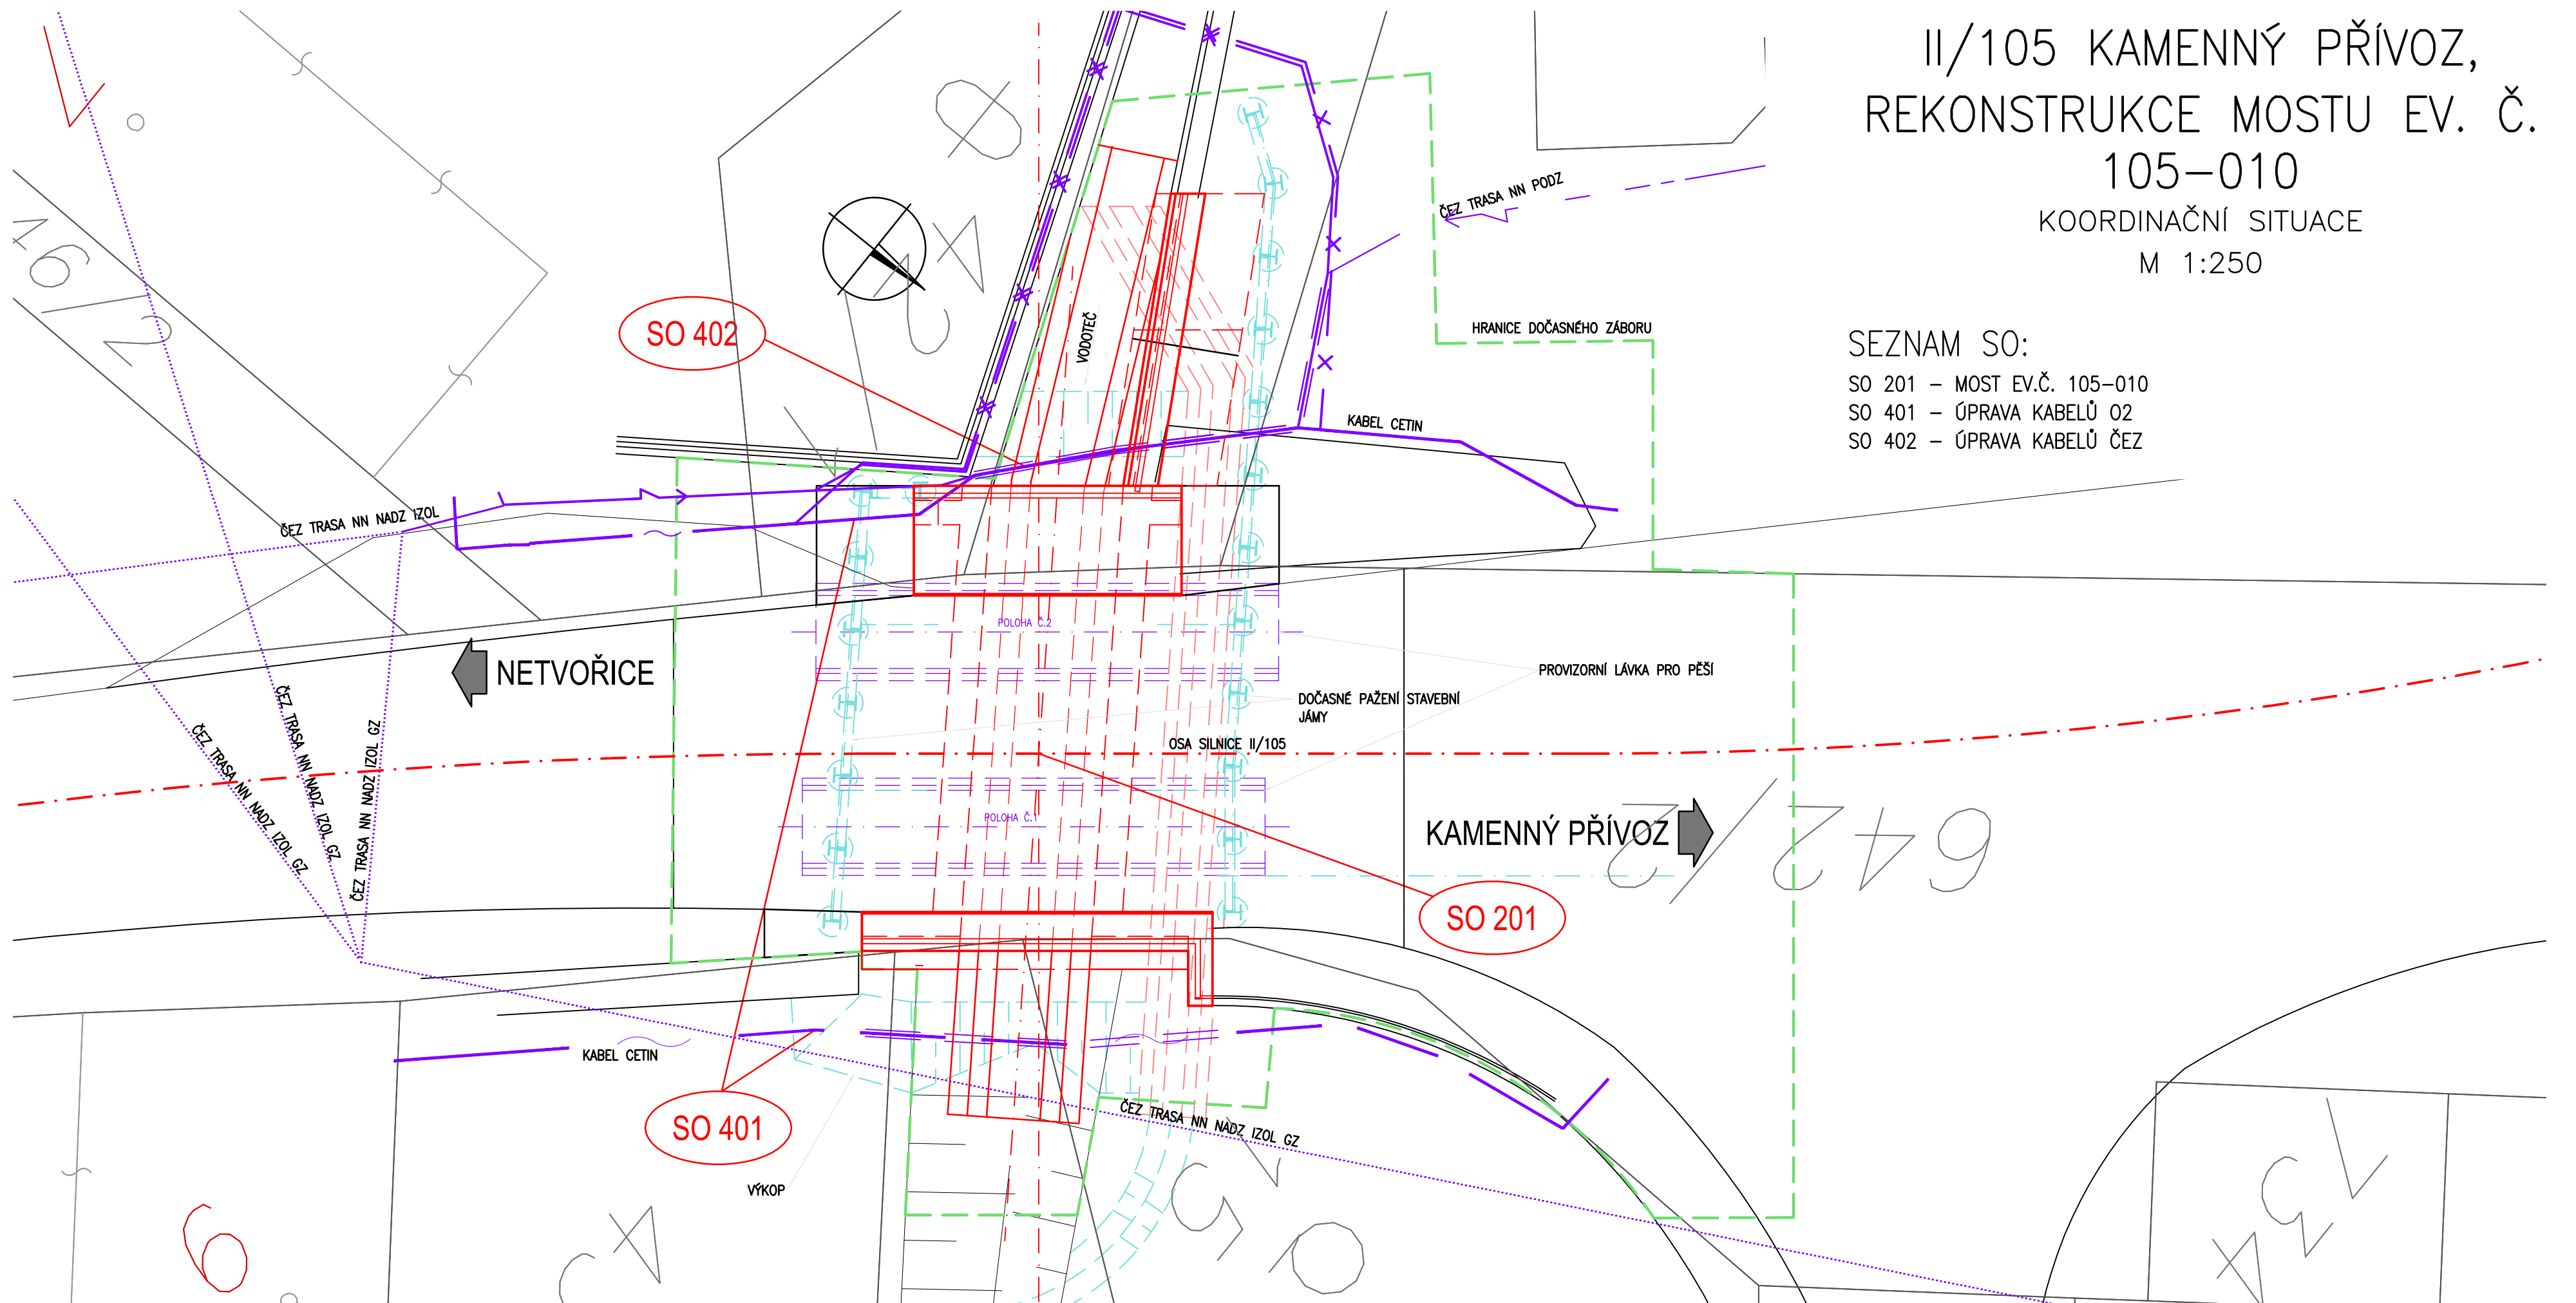 II/105 KAMENNÝ PŘÍVOZ,
REKONSTRUKCE MOSTU EV. Č.
105-010
KOORDINAČNÍ SITUACE
M 1:250
SEZNAM SO:
SO 201 - MOST EV.Č. 105-010
SO 401 - ÚPRAVA KABELŮ O2
SO 402 - ÚPRAVA KABELŮ ČEZ
ČEZ TRASA NN PODZ
HRANICE DOČASNÉHO ZÁBORU
SO 402
VODOTEČ
KABEL CETIN
46/2
ČEZ TRASA NN NADZ IZOL
POLOHA Č.2
NETVOŘICE
PROVIZORNÍ LÁVKA PRO PĚŠÍ
DOČASNÉ PAŽENÍ STAVEBNÍ
JÁMY
OSA SILNICE II/105
ČEZ TRASA NN NADZ IZOL GZ
ČEZ TRASA NN NADZ IZOL GZ
ČEZ TRASA NN NADZ IZOL GZ
POLOHA Č.1
KAMENNÝ PŘÍVOZ
642/2
SO 201
KABEL CETIN
SO 401
ČEZ TRASA NN NADZ IZOL GZ
VÝKOP